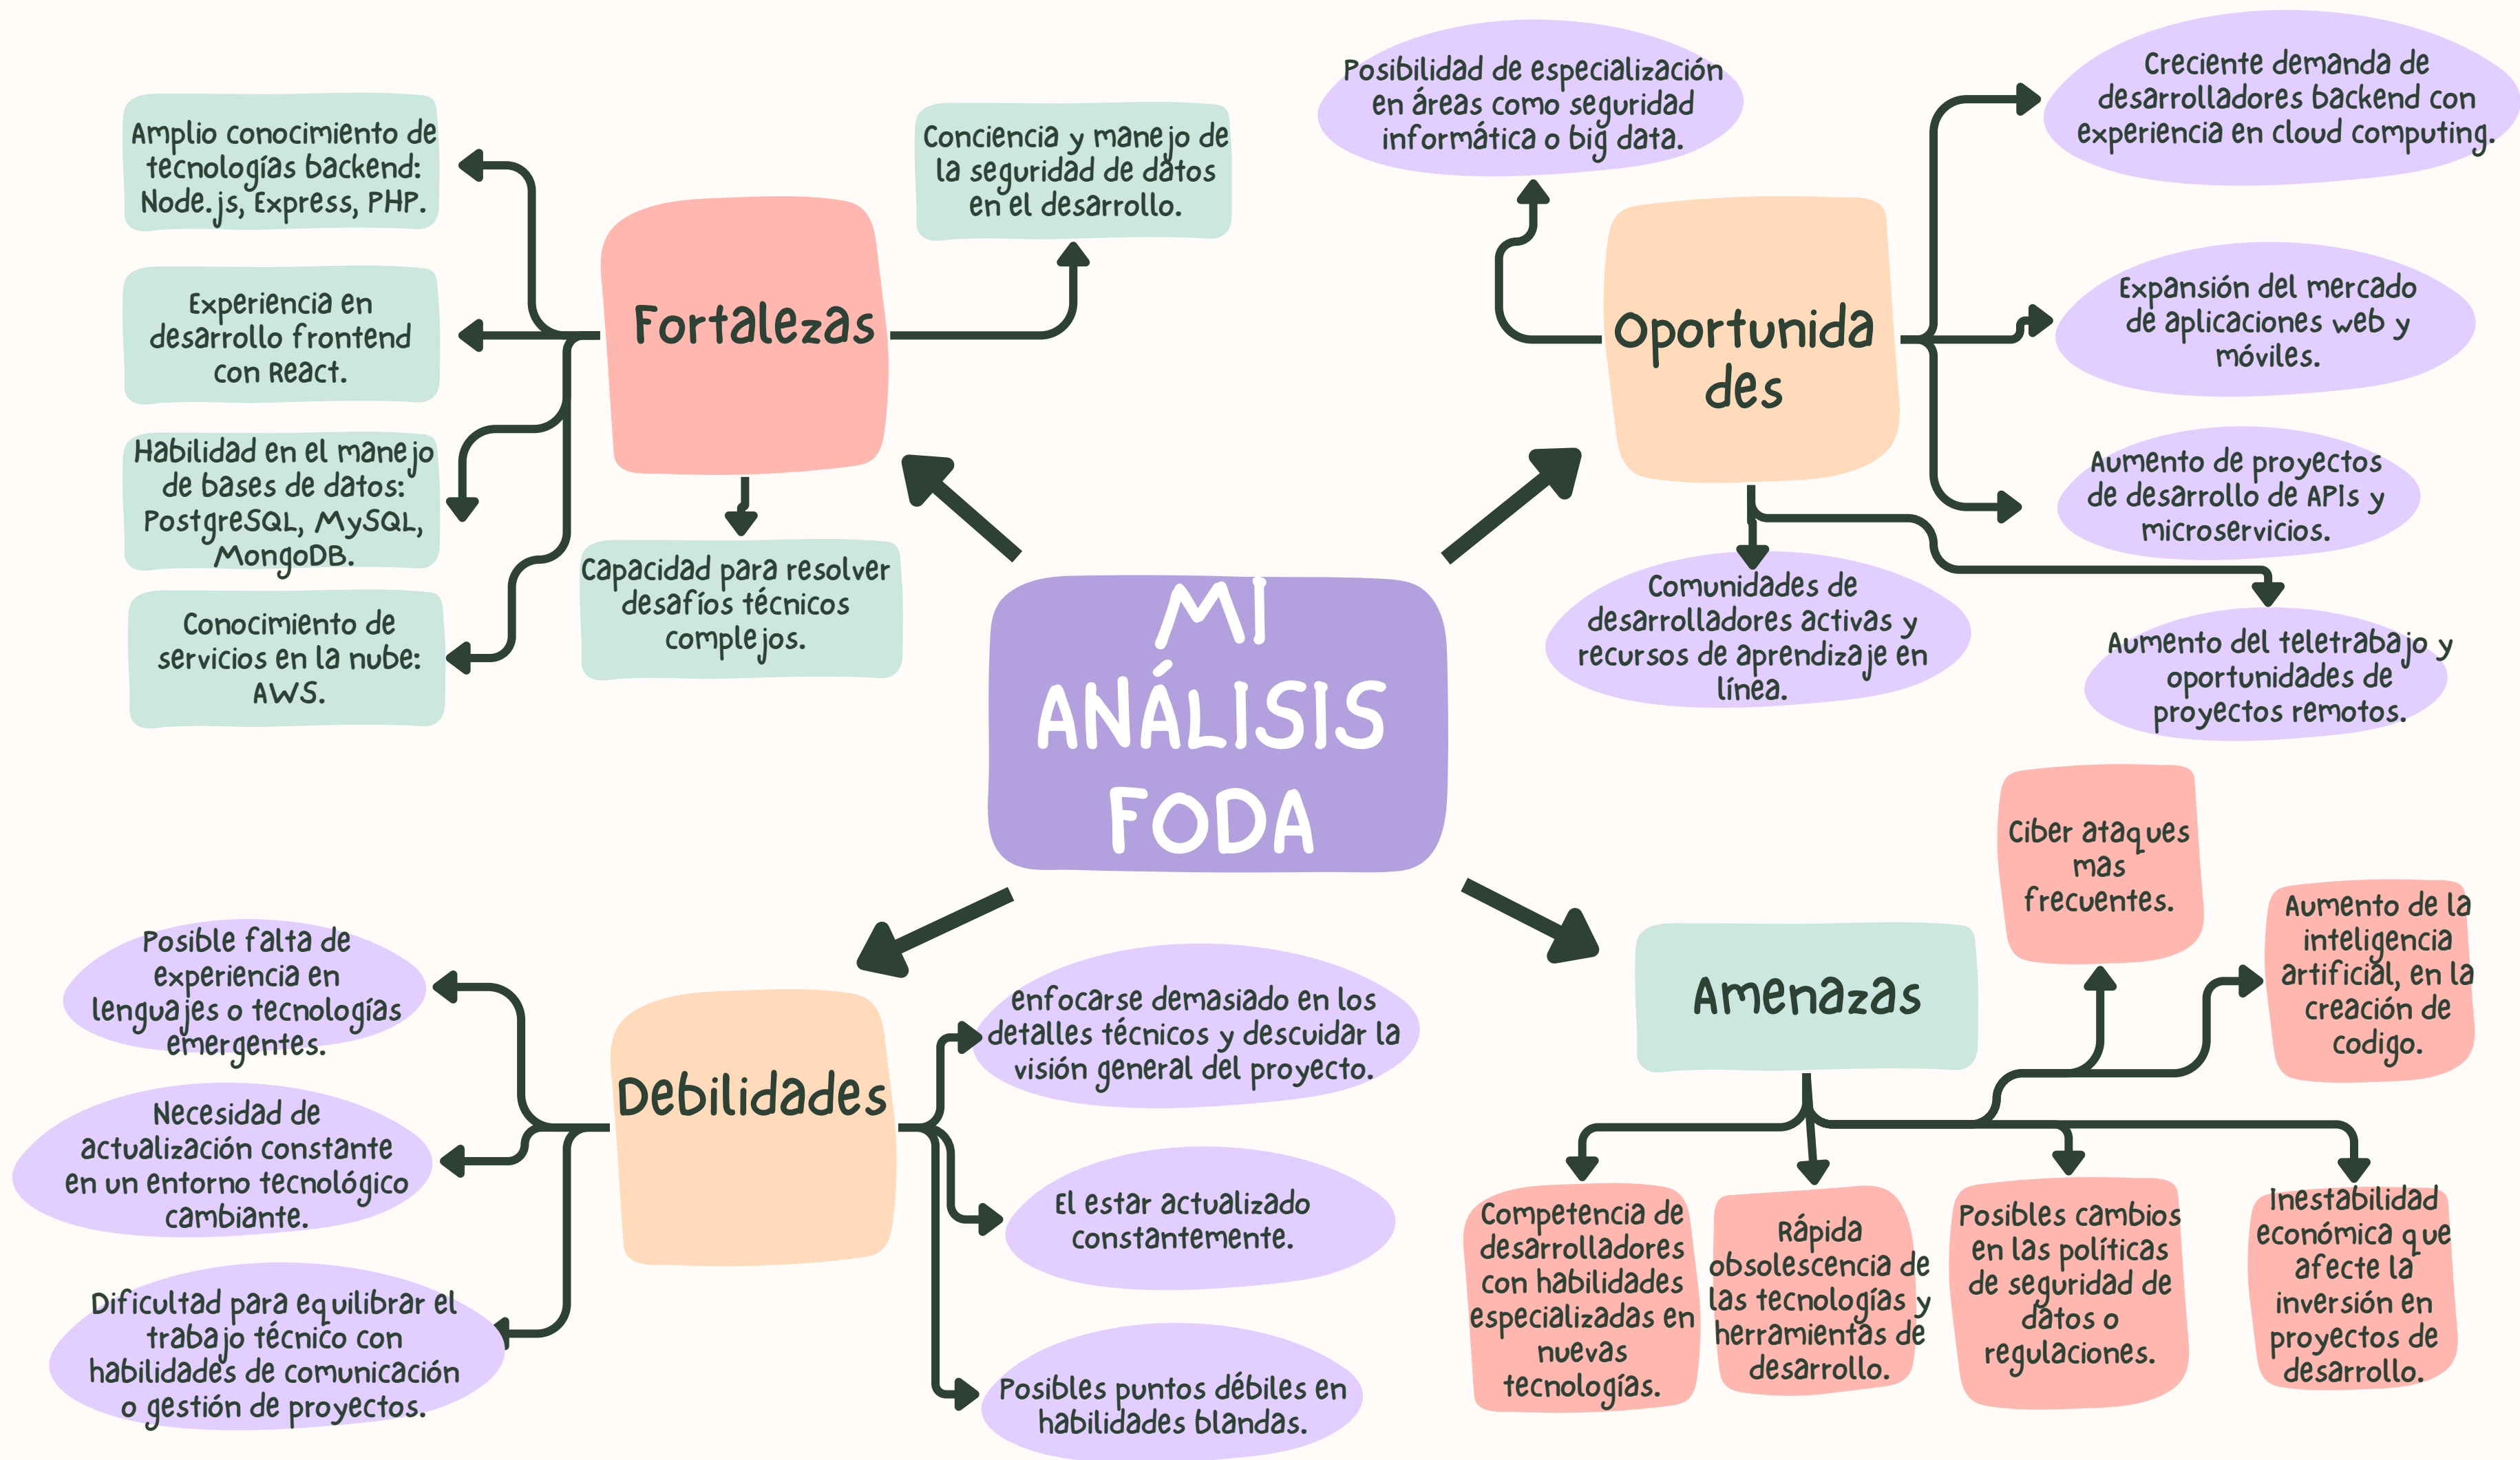 MI
ANÁLISIS
FODA
Fortalezas
Amplio conocimiento de
tecnologías backend:
Node.js, Express, PHP.
Experiencia en
desarrollo frontend
con React.
Habilidad en el manejo
de bases de datos:
PostgreSQL, MySQL,
MongoDB.
Conocimiento de
servicios en la nube:
AWS.
Capacidad para resolver
desafíos técnicos
complejos.
Conciencia y manejo de
la seguridad de datos
en el desarrollo.
Oportunida
des
Posibilidad de especialización
en áreas como seguridad
informática o big data.
Creciente demanda de
desarrolladores backend con
experiencia en cloud computing.
Expansión del mercado
de aplicaciones web y
móviles.
Aumento de proyectos
de desarrollo de APIs y
microservicios.
Comunidades de
desarrolladores activas y
recursos de aprendizaje en
línea.
Aumento del teletrabajo y
oportunidades de
proyectos remotos.
Debilidades
Posible falta de
experiencia en
lenguajes o tecnologías
emergentes.
Necesidad de
actualización constante
en un entorno tecnológico
cambiante.
Dificultad para equilibrar el
trabajo técnico con
habilidades de comunicación
o gestión de proyectos.
enfocarse demasiado en los
detalles técnicos y descuidar la
visión general del proyecto.
El estar actualizado
constantemente.
Posibles puntos débiles en
habilidades blandas.
Amenazas
Ciber ataques
mas
frecuentes.
Aumento de la
inteligencia
artificial, en la
creación de
codigo.
Competencia de
desarrolladores
con habilidades
especializadas en
nuevas
tecnologías.
Rápida
obsolescencia de
las tecnologías y
herramientas de
desarrollo.
Posibles cambios
en las políticas
de seguridad de
datos o
regulaciones.
Inestabilidad
económica que
afecte la
inversión en
proyectos de
desarrollo.